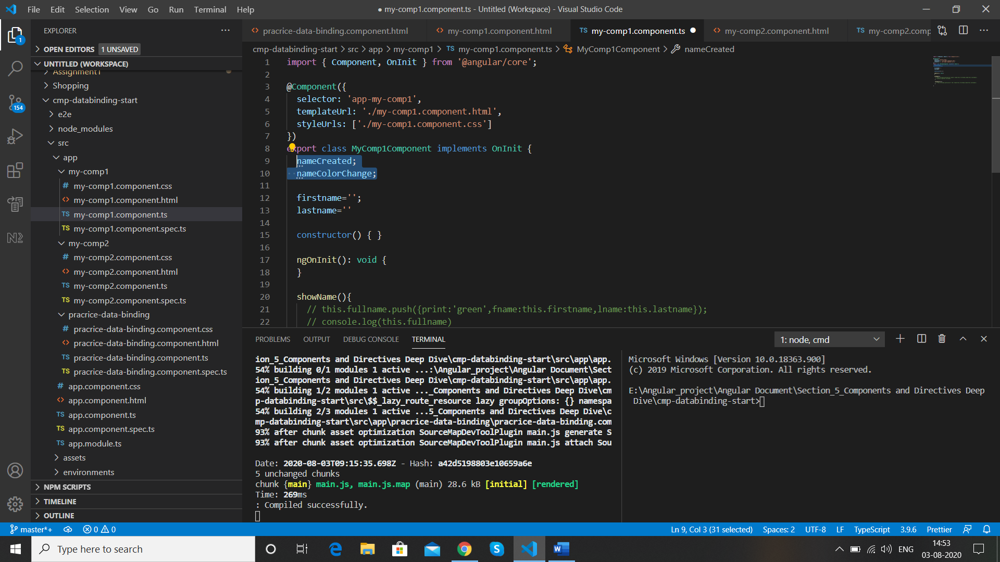 File Edit Selection View Go Run Terminal Help
● my-comp1.component.ts - Untitled (Workspace) - Visual Studio Code
EXPLORER
OPEN EDITORS 1 UNSAVED
UNTITLED (WORKSPACE)
Assignment1
Shopping
cmp-databinding-start
e2e
node_modules
src
app
my-comp1
# my-comp1.component.css
<> my-comp1.component.html
TS my-comp1.component.ts
TS my-comp1.component.spec.ts
my-comp2
# my-comp2.component.css
<> my-comp2.component.html
TS my-comp2.component.ts
TS my-comp2.component.spec.ts
pracrice-data-binding
# pracrice-data-binding.component.css
<> pracrice-data-binding.component.html
TS pracrice-data-binding.component.ts
TS pracrice-data-binding.component.spec.ts
# app.component.css
<> app.component.html
TS app.component.ts
TS app.component.spec.ts
TS app.module.ts
assets
environments
NPM SCRIPTS
TIMELINE
OUTLINE
1
154
<> pracrice-data-binding.component.html <> my-comp1.component.html TS my-comp1.component.ts ● <> my-comp2.component.html TS my-comp2.comp
cmp-databinding-start > src > app > my-comp1 > TS my-comp1.component.ts > MyComp1Component > nameCreated
1 import { Component, OnInit } from '@angular/core';
2
3 @Component({
4 selector: 'app-my-comp1',
5 templateUrl: './my-comp1.component.html',
6 styleUrls: ['./my-comp1.component.css']
7 })
8 export class MyComp1Component implements OnInit {
9 nameCreated;
10 nameColorChange;
11
12 firstname='';
13 lastname=''
14
15 constructor() { }
16
17 ngOnInit(): void {
18 }
19
20 showName(){
21 // this.fullname.push({print:'green',fname:this.firstname,lname:this.lastname});
22 // console.log(this.fullname)
PROBLEMS OUTPUT DEBUG CONSOLE TERMINAL 1: node, cmd
ion_5_Components and Directives Deep Dive\cmp-databinding-start\src\app\app.
54% building 0/1 modules 1 active ...:\Angular_project\Angular Document\Sect
ion_5_Components and Directives Deep Dive\cmp-databinding-start\src\app\app.
54% building 1/2 modules 1 active ..._Components and Directives Deep Dive\cm
p-databinding-start\src\$$_lazy_route_resource lazy groupOptions: {} namespa
54% building 2/3 modules 1 active ...5_Components and Directives Deep Dive\c
mp-databinding-start\src\app\pracrice-data-binding\pracrice-data-binding.com
93% after chunk asset optimization SourceMapDevToolPlugin main.js generate S
93% after chunk asset optimization SourceMapDevToolPlugin main.js attach Sou
Date: 2020-08-03T09:15:35.698Z - Hash: a42d5198803e10659a6e
5 unchanged chunks
chunk {main} main.js, main.js.map (main) 28.6 kB [initial] [rendered]
Time: 269ms
: Compiled successfully.
Microsoft Windows [Version 10.0.18363.900]
(c) 2019 Microsoft Corporation. All rights reserved.
E:\Angular_project\Angular Document\Section_5_Components and Directives Deep
Dive\cmp-databinding-start>
master*+ 0 0 Ln 9, Col 3 (31 selected) Spaces: 2 UTF-8 LF TypeScript 3.9.6 Prettier
Type here to search
ENG
14:53
03-08-2020